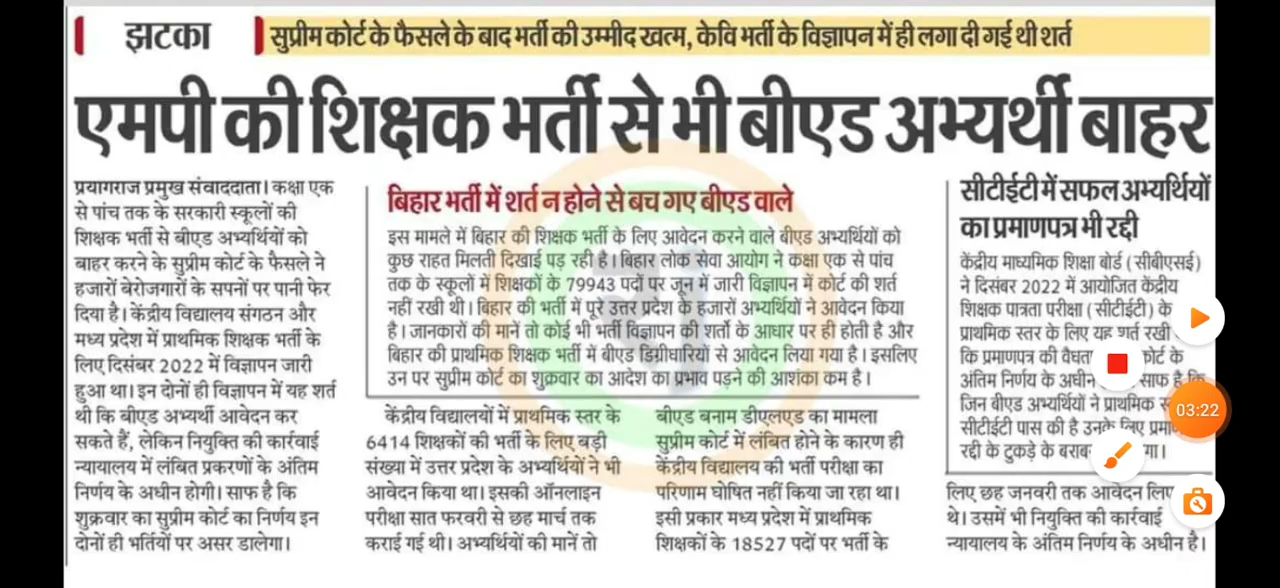 झटका
सुप्रीम कोर्ट के फैसले के बाद भर्ती की उम्मीद खत्म, केवि भर्ती के विज्ञापन में ही लगा दी गई थी शर्त
एमपी की शिक्षक भर्ती से भी बीएड अभ्यर्थी बाहर
प्रयागराज प्रमुख संवाददाता। कक्षा एक
से पांच तक के सरकारी स्कूलों की
शिक्षक भर्ती से बीएड अभ्यर्थियों को
बाहर करने के सुप्रीम कोर्ट के फैसले ने
हजारों बेरोजगारों के सपनों पर पानी फेर
दिया है। केंद्रीय विद्यालय संगठन और
मध्य प्रदेश में प्राथमिक शिक्षक भर्ती के
लिए दिसंबर 2022 में विज्ञापन जारी
हुआ था। इन दोनों ही विज्ञापन में यह शर्त
थी कि बीएड अभ्यर्थी आवेदन कर
सकते हैं, लेकिन नियुक्ति की कार्रवाई
न्यायालय में लंबित प्रकरणों के अंतिम
निर्णय के अधीन होगी। साफ है कि
शुक्रवार का सुप्रीम कोर्ट का निर्णय इन
दोनों ही भर्तियों पर असर डालेगा।
बिहार भर्ती में शर्त न होने से बच गए बीएड वाले
इस मामले में बिहार की शिक्षक भर्ती के लिए आवेदन करने वाले बीएड अभ्यर्थियों को
कुछ राहत मिलती दिखाई पड़ रही है। बिहार लोक सेवा आयोग ने कक्षा एक से पांच
तक के स्कूलों में शिक्षकों के 79943 पदों पर जून में जारी विज्ञापन में कोर्ट की शर्त
नहीं रखी थी। बिहार की भर्ती में पूरे उत्तर प्रदेश के हजारों अभ्यर्थियों ने आवेदन किया
है। जानकारों की मानें तो कोई भी भर्ती विज्ञापन की शर्तो के आधार पर ही होती है और
बिहार की प्राथमिक शिक्षक भर्ती में बीएड डिग्रीधारियों से आवेदन लिया गया है। इसलिए
उन पर सुप्रीम कोर्ट का शुक्रवार का आदेश का प्रभाव पड़ने की आशंका कम है।
केंद्रीय विद्यालयों में प्राथमिक स्तर के
6414 शिक्षकों की भर्ती के लिए बड़ी
संख्या में उत्तर प्रदेश के अभ्यर्थियों ने भी
आवेदन किया था। इसकी ऑनलाइन
परीक्षा सात फरवरी से छह मार्च तक
कराई गई थी। अभ्यर्थियों की मानें तो
बीएड बनाम डीएलएड का मामला
सुप्रीम कोर्ट में लंबित होने के कारण ही
केंद्रीय विद्यालय की भर्ती परीक्षा का
परिणाम घोषित नहीं किया जा रहा था।
इसी प्रकार मध्य प्रदेश में प्राथमिक
शिक्षकों के 18527 पदों पर भर्ती के
सीटीईटी में सफल अभ्यर्थियों
का प्रमाणपत्र भी रद्दी
केंद्रीय माध्यमिक शिक्षा बोर्ड (सीबीएसई)
ने दिसंबर 2022 में आयोजित केंद्रीय
शिक्षक पात्रता परीक्षा (सीटीईटी) के
प्राथमिक स्तर के लिए यह शर्त रखी
कि प्रमाणपत्र की वैधता कोर्ट के
अंतिम निर्णय के अधीन साफ है कि
जिन बीएड अभ्यर्थियों ने प्राथमिक
सीटीईटी पास की है उनके लिए
रद्दी के टुकड़े के
लिए छह जनवरी तक आवेदन लिए
थे। उसमें भी नियुक्ति की कार्रवाई
न्यायालय के अंतिम निर्णय के अधीन है।
03:22